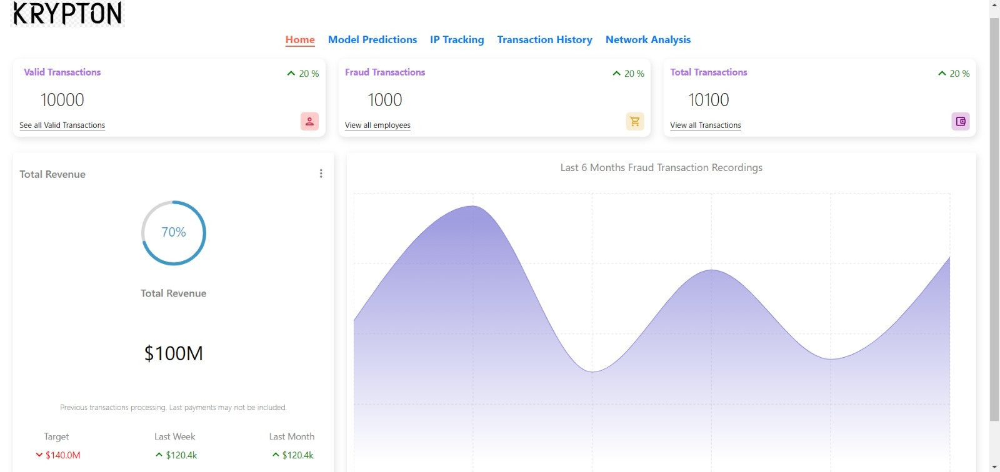 KRYPTON
Home Model Predictions IP Tracking Transaction History Network Analysis
Valid Transactions 20 %
10000
See all Valid Transactions
Fraud Transactions 20 %
1000
View all employees
Total Transactions 20 %
10100
View all Transactions
Total Revenue
70%
Total Revenue
$100M
Previous transactions processing. Last payments may not be included.
Target Last Week Last Month
$140.0M $120.4k $120.4k
Last 6 Months Fraud Transaction Recordings